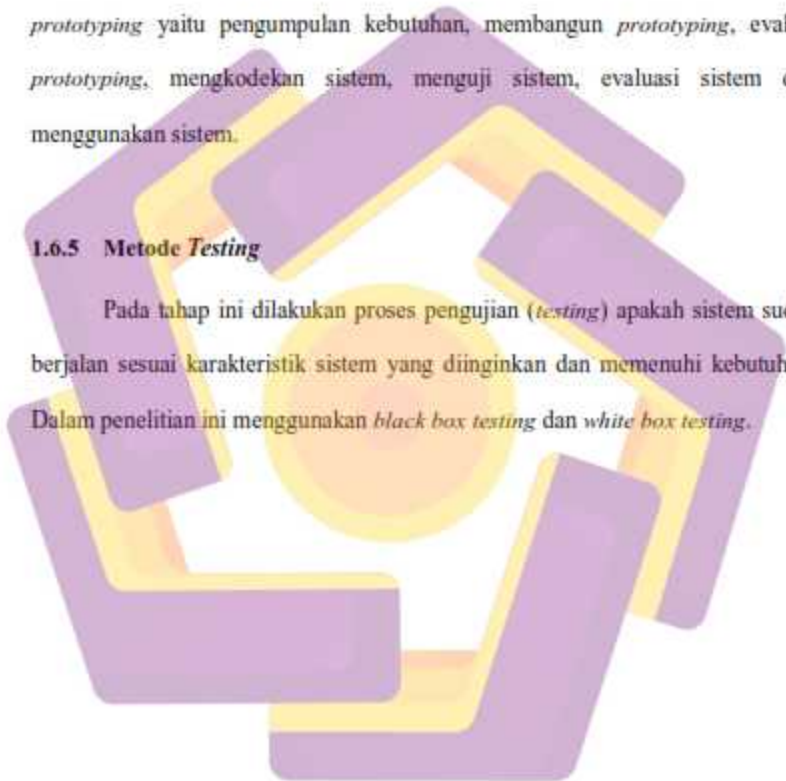 prototyping yaitu pengumpulan kebutuhan, membangun prototyping, eval
prototyping, mengkodekan sistem, menguji sistem, evaluasi sistem
menggunakan sistem.
1.6.5 Metode Testing
Pada tahap ini dilakukan proses pengujian (testing) apakah sistem sud
berjalan sesuai karakteristik sistem yang diinginkan dan memenuhi kebutuh
Dalam penelitian ini menggunakan black box testing dan white box testing.